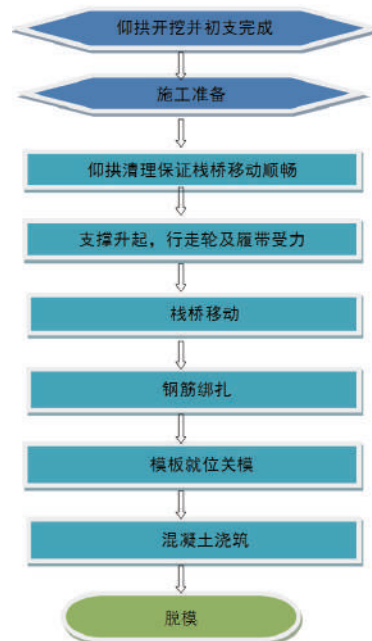 仰拱开挖并初支完成
施工准备
仰拱清理保证栈桥移动顺畅
支撑升起，行走轮及履带受力
栈桥移动
钢筋绑扎
模板就位关模
混凝土浇筑
脱模